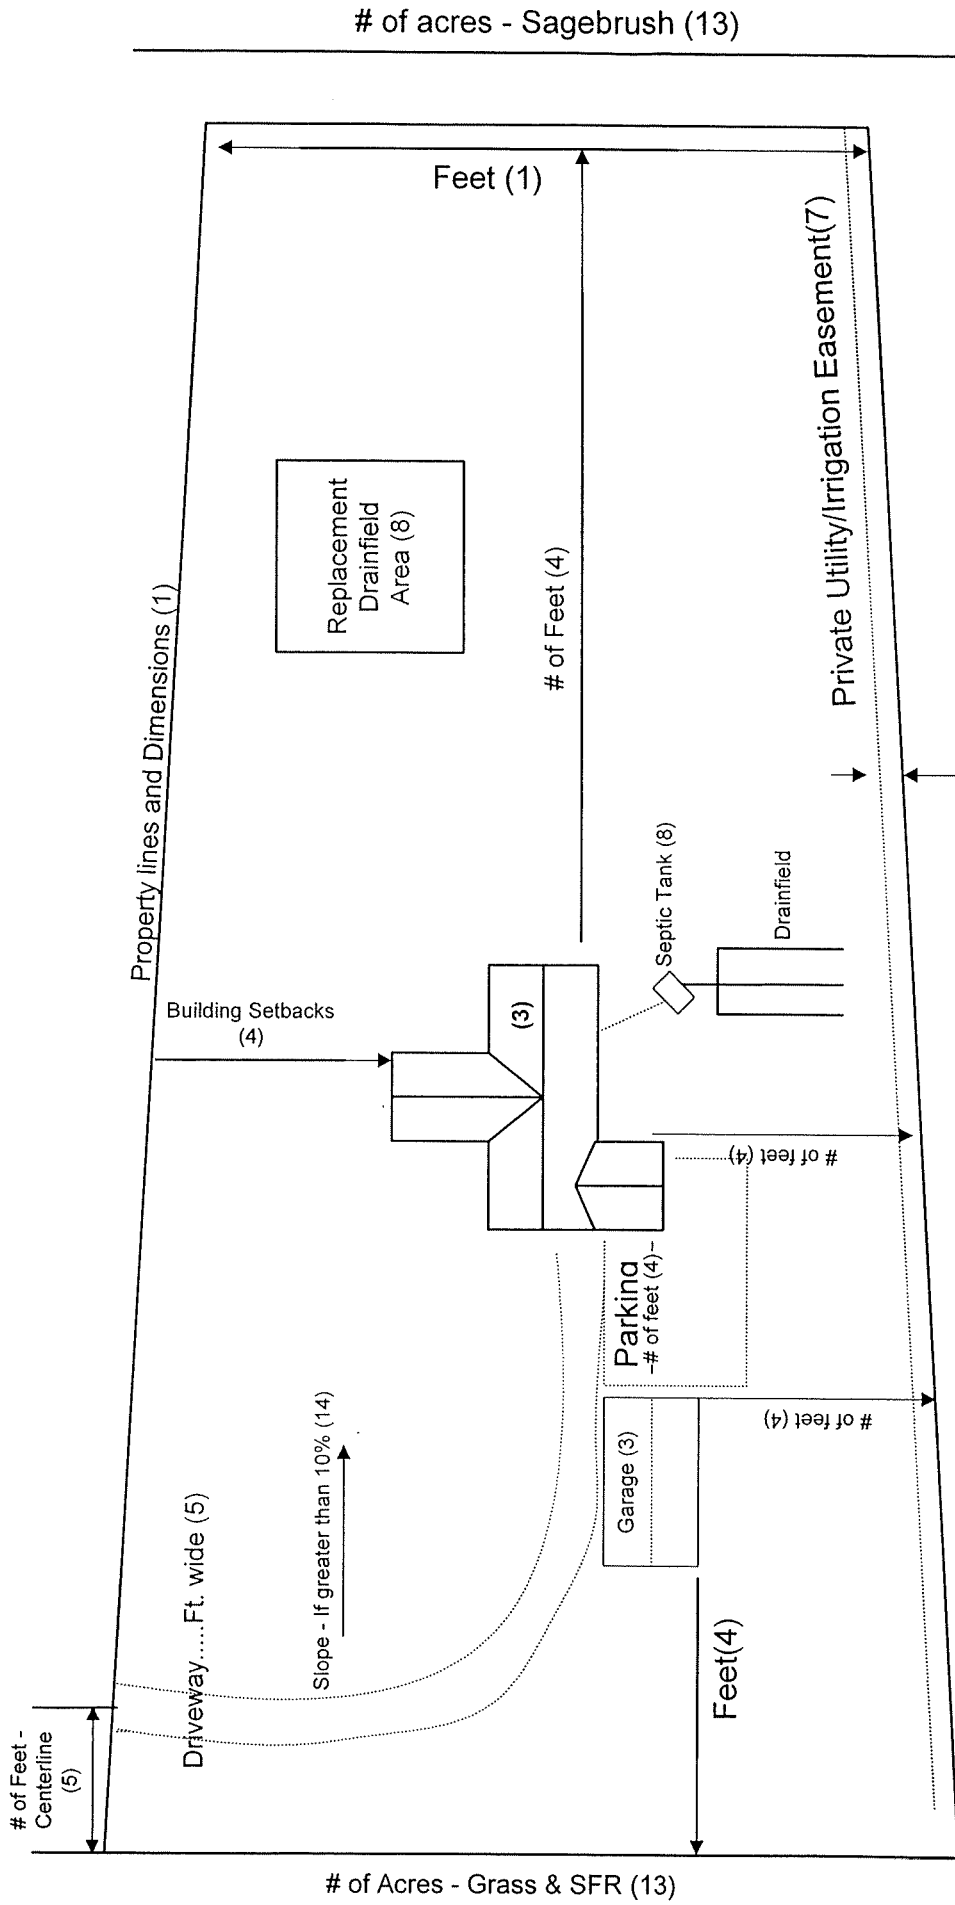 # of acres - Sagebrush (13)
Feet (1)
Private Utility/Irrigation Easement(7)
Replacement
Drainfield
Area (8)
# of Feet (4)
Property lines and Dimensions (1)
Septic Tank (8)
Drainfield
Building Setbacks
(4)
(3)
# of feet (4)
Parking
# of feet (4)
# of feet (4)
Garage (3)
Slope - If greater than 10% (14)
Driveway.....Ft. wide (5)
Feet(4)
# of Feet -
Centerline
(5)
# of Acres - Grass & SFR (13)